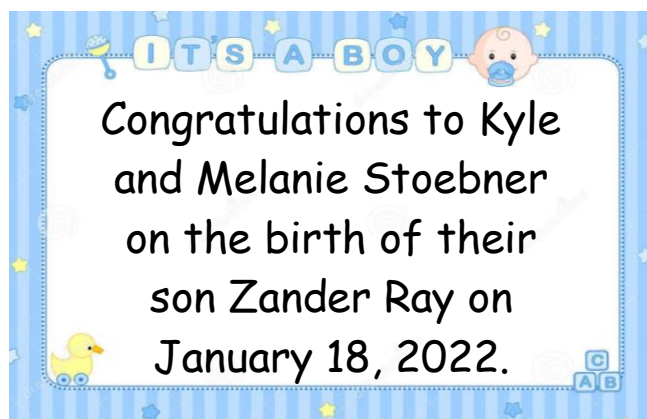 IT'S A BOY
Congratulations to Kyle
and Melanie Stoebner
on the birth of their
son Zander Ray on
January 18, 2022.
C
A B